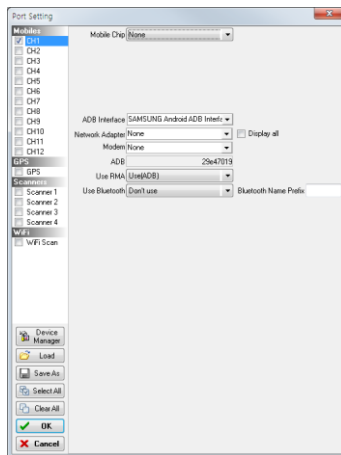 Port Setting
Mobiles
CH1
CH2
CH3
CH4
CH5
CH6
CH7
CH8
CH9
CH10
CH11
CH12
GPS
GPS
Scanners
Scanner 1
Scanner 2
Scanner 3
Scanner 4
WiFi
WiFi Scan
Mobile Chip None
ADB Interface SAMSUNG Android ADB Interfa
Network Adapter None Display all
Modem None
ADB 29e47019
Use RMA Use(ADB)
Use Bluetooth Don't use Bluetooth Name Prefix
Device Manager
Load
Save As
Select All
Clear All
OK
Cancel